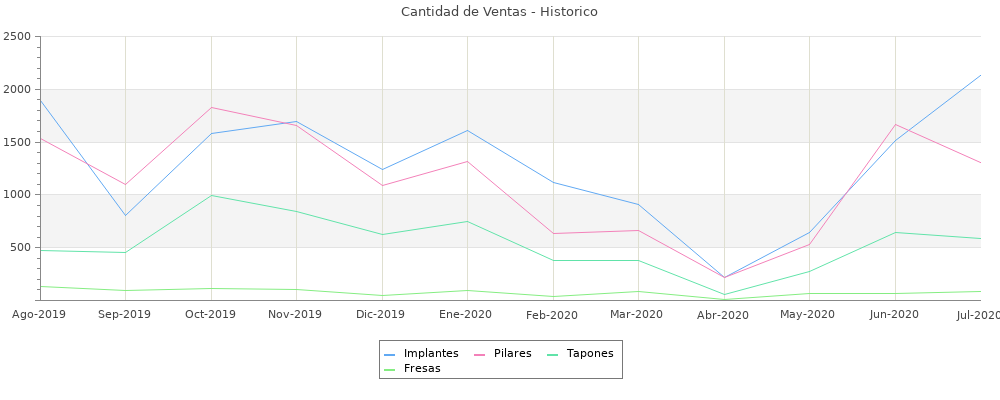 Cantidad de Ventas - Historico
2500
2000
1500
1000
500
Ago-2019 Sep-2019 Oct-2019 Nov-2019 Dic-2019 Ene-2020 Feb-2020 Mar-2020 Abr-2020 May-2020 Jun-2020 Jul-2020
Implantes Pilares Tapones
Fresas